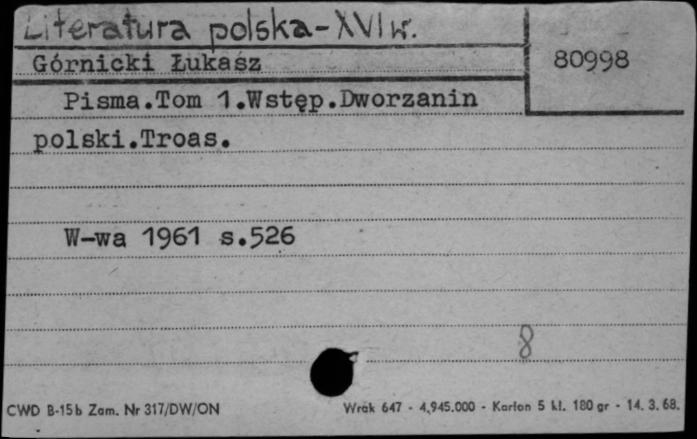 Literatura polska-XVI w.
Górnicki Łukasz
80998
Pisma.Tom 1.Wstęp.Dworzanin
polski.Troas.
W-wa 1961 s.526
8
CWD B-15b Zam. Nr 317/DW/ON
Wrak 647 - 4,945.000 - Karton 5 kl. 180 gr - 14. 3. 68.